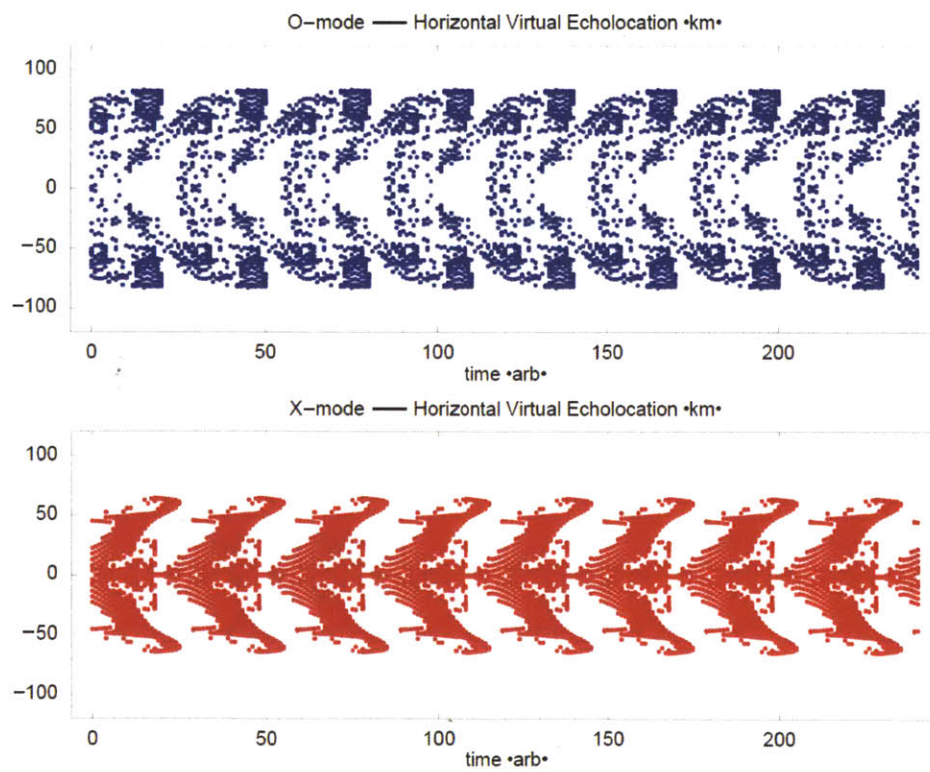 O−mode — Horizontal Virtual Echolocation •km•
100
50
0
−50
−100
0 50 100 150 200
time •arb•
X−mode — Horizontal Virtual Echolocation •km•
100
50
0
−50
−100
0 50 100 150 200
time •arb•